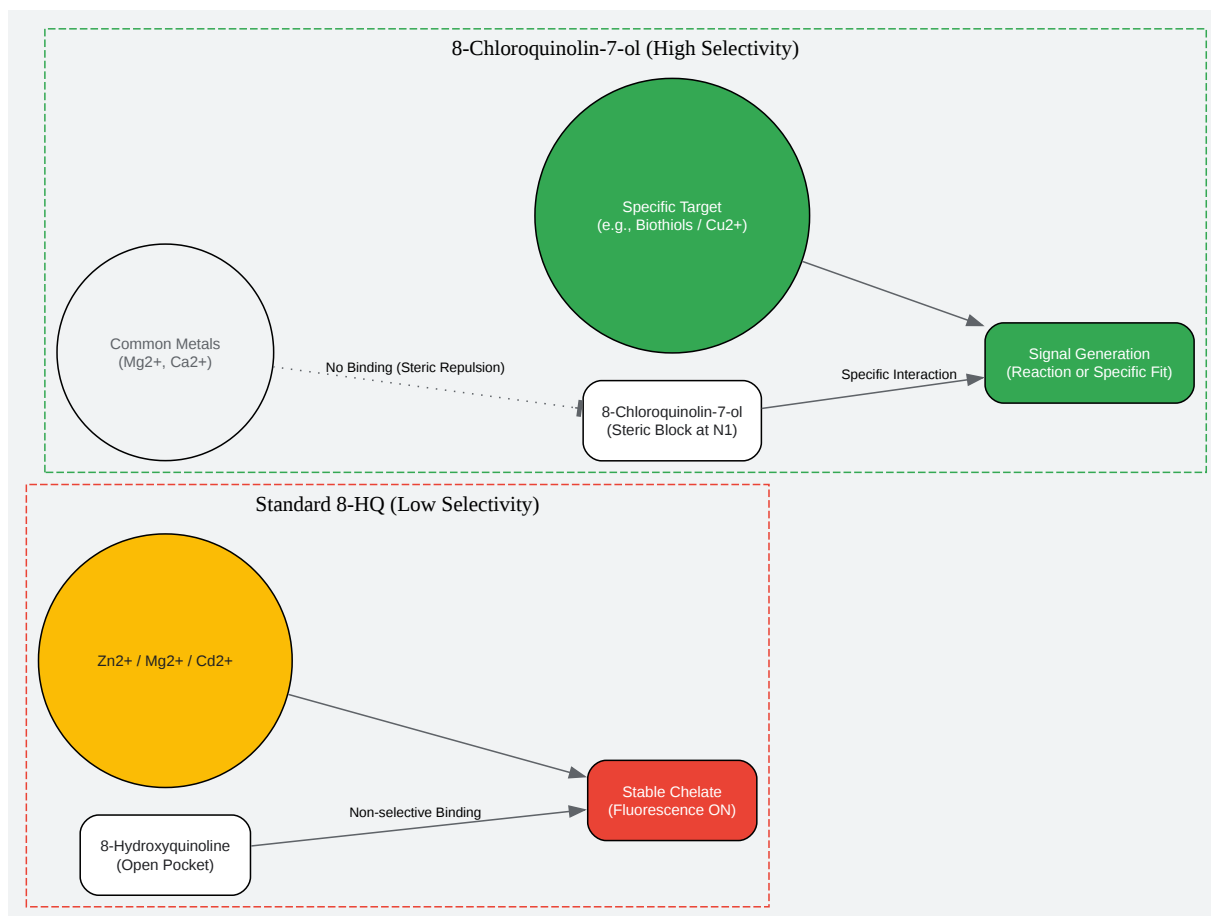 8-Chloroquinolin-7-ol (High Selectivity)
Specific Target
(e.g., Biothiols / Cu2+)
Common Metals
(Mg2+, Ca2+)
No Binding (Steric Repulsion)
8-Chloroquinolin-7-ol
(Steric Block at N1)
Specific Interaction
Signal Generation
(Reaction or Specific Fit)
Standard 8-HQ (Low Selectivity)
Zn2+ / Mg2+ / Cd2+
8-Hydroxyquinoline
(Open Pocket)
Non-selective Binding
Stable Chelate
(Fluorescence ON)